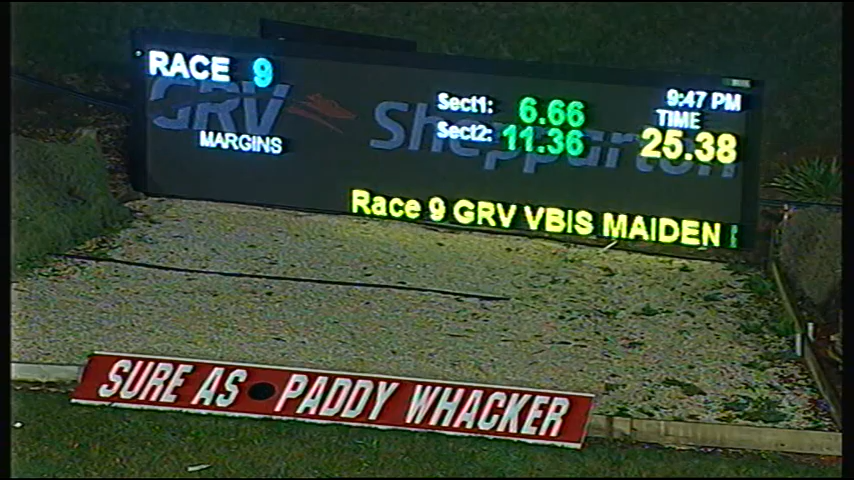 RACE 9
GRV Shepparton
MARGINS
Sect1: 6.66
Sect2: 11.36
9:47 PM
TIME
25.38
Race 9 GRV VBIS MAIDEN
SURE AS PADDY WHACKER